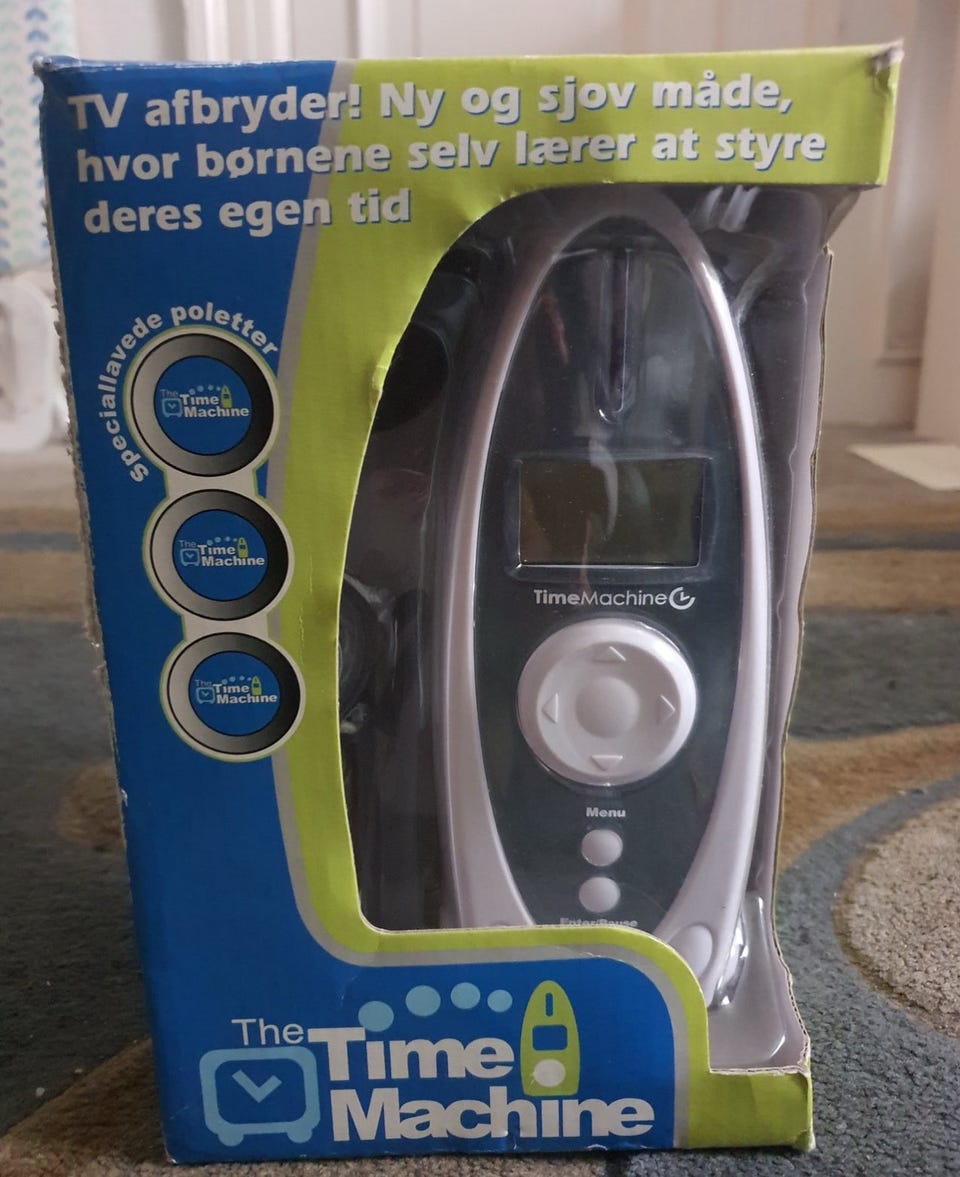 TV afbryder! Ny og sjov måde,
hvor børnene selv lærer at styre
deres egen tid
Speciallavede poletter
The Time
Machine
The Time
Machine
The Time
Machine
TimeMachine
Menu
Enter/Pause
The Time
Machine